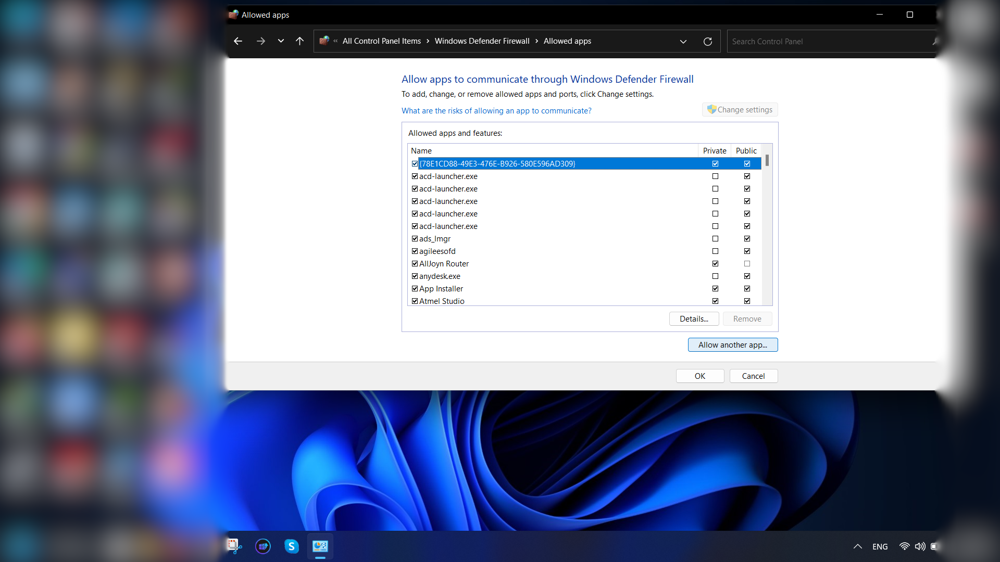 Allowed apps
« All Control Panel Items > Windows Defender Firewall > Allowed apps
Search Control Panel
Allow apps to communicate through Windows Defender Firewall
To add, change, or remove allowed apps and ports, click Change settings.
What are the risks of allowing an app to communicate?
Change settings
Allowed apps and features:
Name Private Public
{78E1CD88-49E3-476E-B926-580E596AD309}
acd-launcher.exe
acd-launcher.exe
acd-launcher.exe
acd-launcher.exe
acd-launcher.exe
ads_lmgr
agileesofd
AllJoyn Router
anydesk.exe
App Installer
Atmel Studio
Details... Remove
Allow another app...
OK Cancel
S
ENG